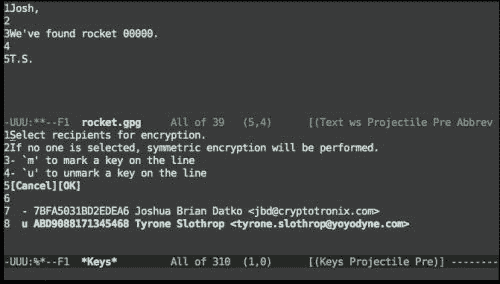 1Josh,
2
3We've found rocket 00000.
4
5T.S.
-UUU:**--F1 rocket.gpg All of 39 (5,4) [(Text ws Projectile Pre Abbrev
1Select recipients for encryption.
2If no one is selected, symmetric encryption will be performed.
3- `m' to mark a key on the line
4- `u' to unmark a key on the line
5[Cancel][OK]
6
7 - 7BFA5031BD2EDEA6 Joshua Brian Datko <jbd@cryptotronix.com>
8 u ABD9088171345468 Tyrone Slothrop <tyrone.slothrop@yoyodyne.com>
-UUU:%*--F1 *Keys* All of 310 (1,0) [(Keys Projectile Pre)] --------